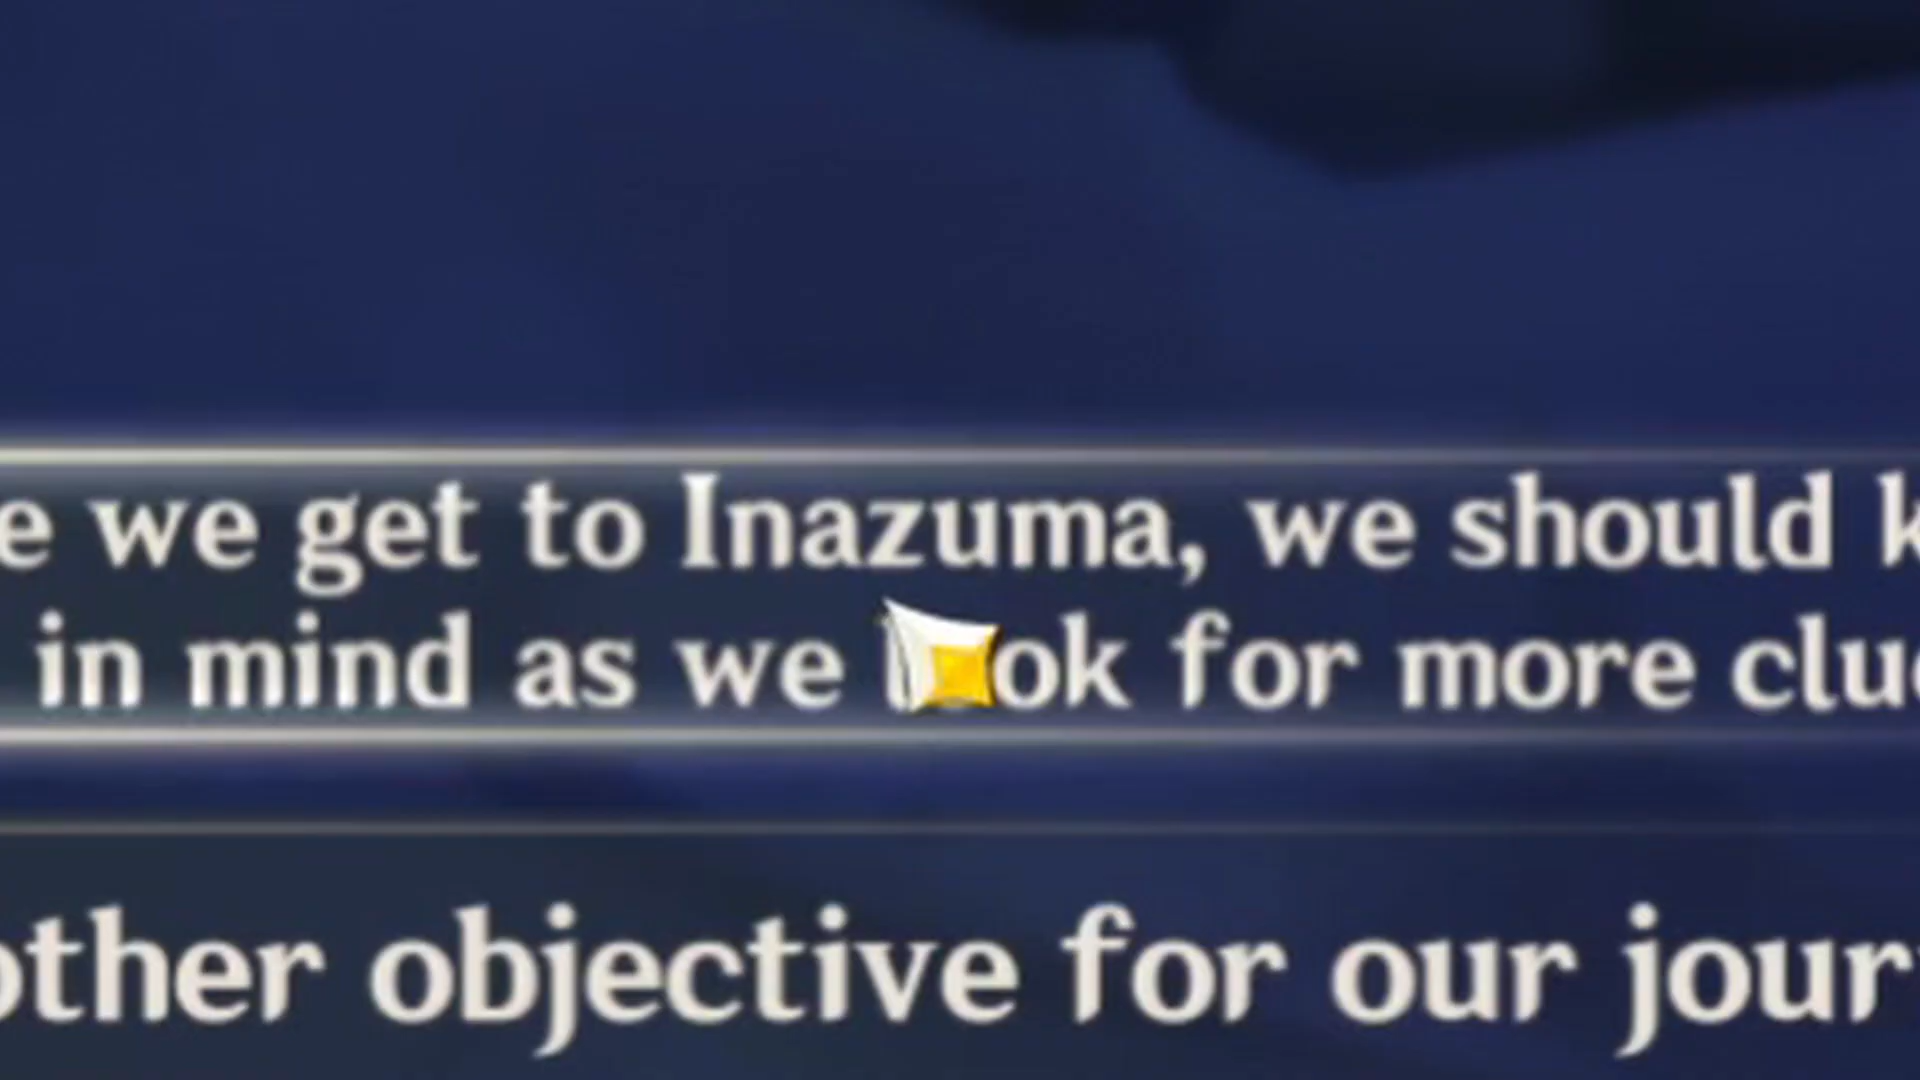 e we get to Inazuma, we should k
in mind as we look for more clue
other objective for our jour